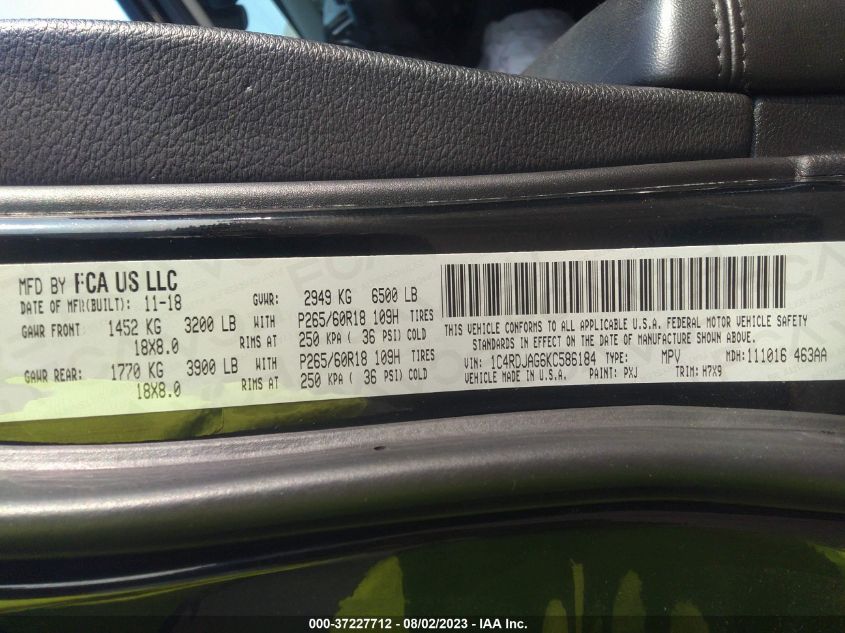 MFD BY FCA US LLC
DATE OF MFR(BUILT): 11-18 GVWR: 2949 KG 6500 LB
GAWR FRONT: 1452 KG 3200 LB WITH P265/60R18 109H TIRES
18X8.0 RIMS AT 250 KPA ( 36 PSI) COLD
GAWR REAR: 1770 KG 3900 LB WITH P265/60R18 109H TIRES
18X8.0 RIMS AT 250 KPA ( 36 PSI) COLD
THIS VEHICLE CONFORMS TO ALL APPLICABLE U.S.A. FEDERAL MOTOR VEHICLE SAFETY
STANDARDS IN EFFECT ON THE DATE OF MANUFACTURE SHOWN ABOVE.
VIN: 1C4RDJAG6KC586184 TYPE: MPV MDH: 111016 463AA
VEHICLE MADE IN U.S.A. PAINT: PXJ TRIM: H7X9
000-37227712 - 08/02/2023 - IAA Inc.